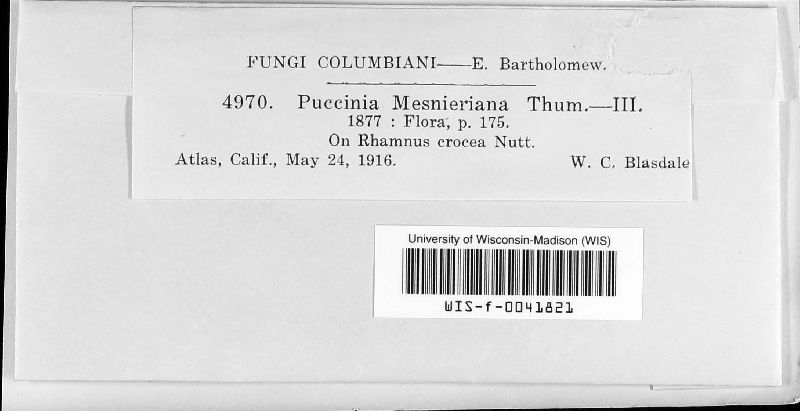 FUNGI COLUMBIANI——E. Bartholomew.
4970. Puccinia Mesnieriana Thum.—III.
1877 : Flora, p. 175.
On Rhamnus crocea Nutt.
Atlas, Calif., May 24, 1916. W. C. Blasdale
University of Wisconsin-Madison (WIS)
WIS-f-0041821